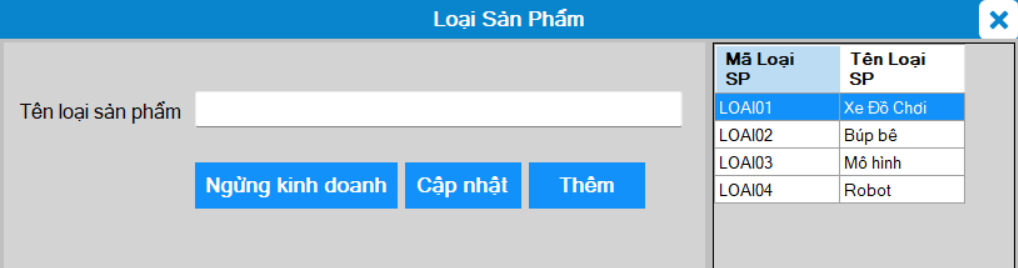 Loại Sản Phẩm
Tên loại sản phẩm
Ngừng kinh doanh Cập nhật Thêm
Mã Loại SP Tên Loại SP
LOAI01 Xe Đồ Chơi
LOAI02 Búp bê
LOAI03 Mô hình
LOAI04 Robot